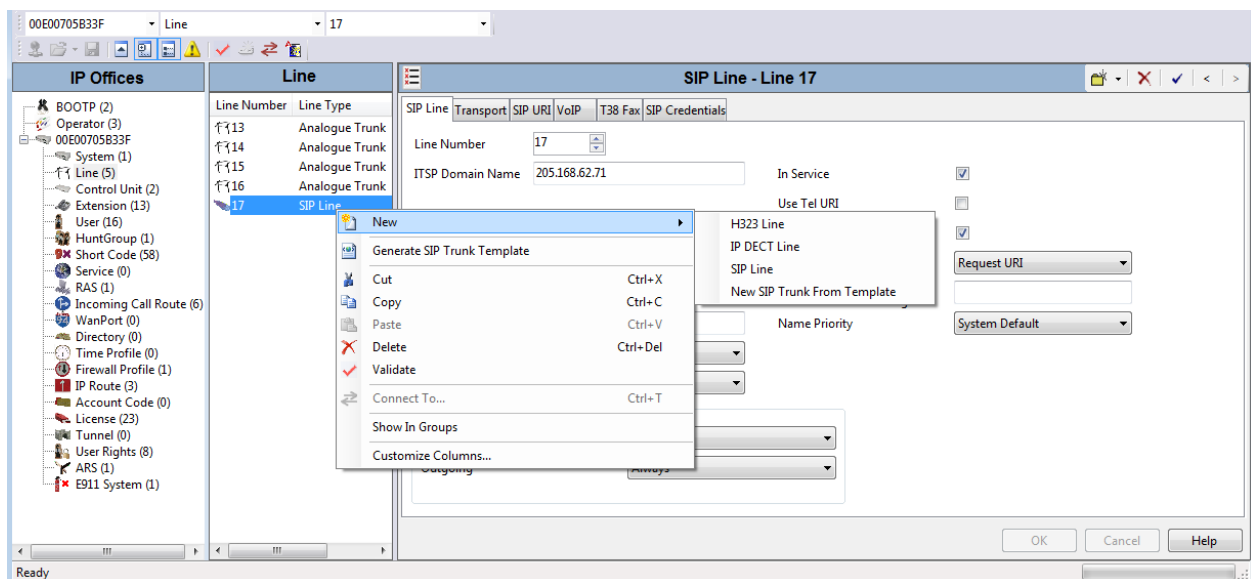 00E00705B33F Line 17
IP Offices
BOOTP (2)
Operator (3)
00E00705B33F
System (1)
Line (5)
Control Unit (2)
Extension (13)
User (16)
HuntGroup (1)
Short Code (58)
Service (0)
RAS (1)
Incoming Call Route (6)
WanPort (0)
Directory (0)
Time Profile (0)
Firewall Profile (1)
IP Route (3)
Account Code (0)
License (23)
Tunnel (0)
User Rights (8)
ARS (1)
E911 System (1)
Line
Line Number Line Type
13 Analogue Trunk
14 Analogue Trunk
15 Analogue Trunk
16 Analogue Trunk
17 SIP Line
SIP Line - Line 17
SIP Line Transport SIP URI VoIP T38 Fax SIP Credentials
Line Number 17
ITSP Domain Name 205.168.62.71 In Service
Use Tel URI
Request URI
Name Priority System Default
New
Generate SIP Trunk Template
Cut Ctrl+X
Copy Ctrl+C
Paste Ctrl+V
Delete Ctrl+Del
Validate
Connect To... Ctrl+T
Show In Groups
Customize Columns...
H323 Line
IP DECT Line
SIP Line
New SIP Trunk From Template
Outgoing Always
OK Cancel Help
Ready